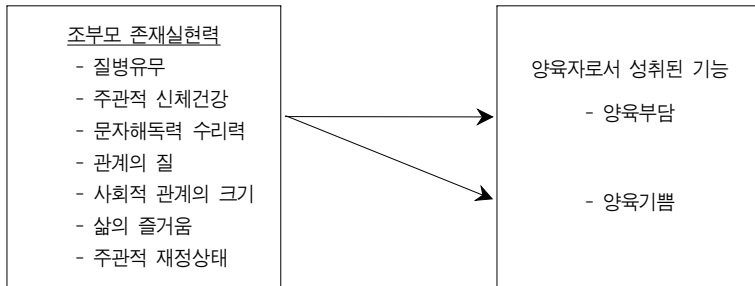 조부모 존재실현력
- 질병유무
- 주관적 신체건강
- 문자해독력 수리력
- 관계의 질
- 사회적 관계의 크기
- 삶의 즐거움
- 주관적 재정상태
양육자로서 성취된 기능
- 양육부담
- 양육기쁨